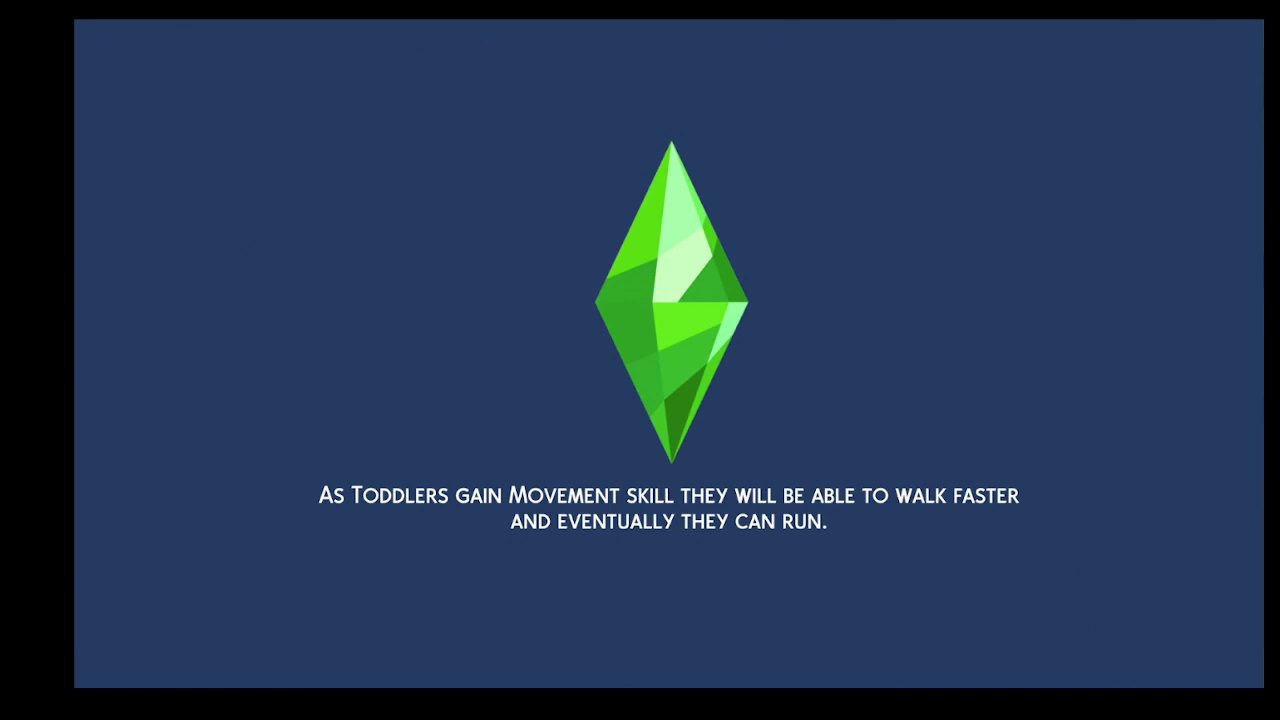 As Toddlers gain Movement skill they will be able to walk faster
and eventually they can run.